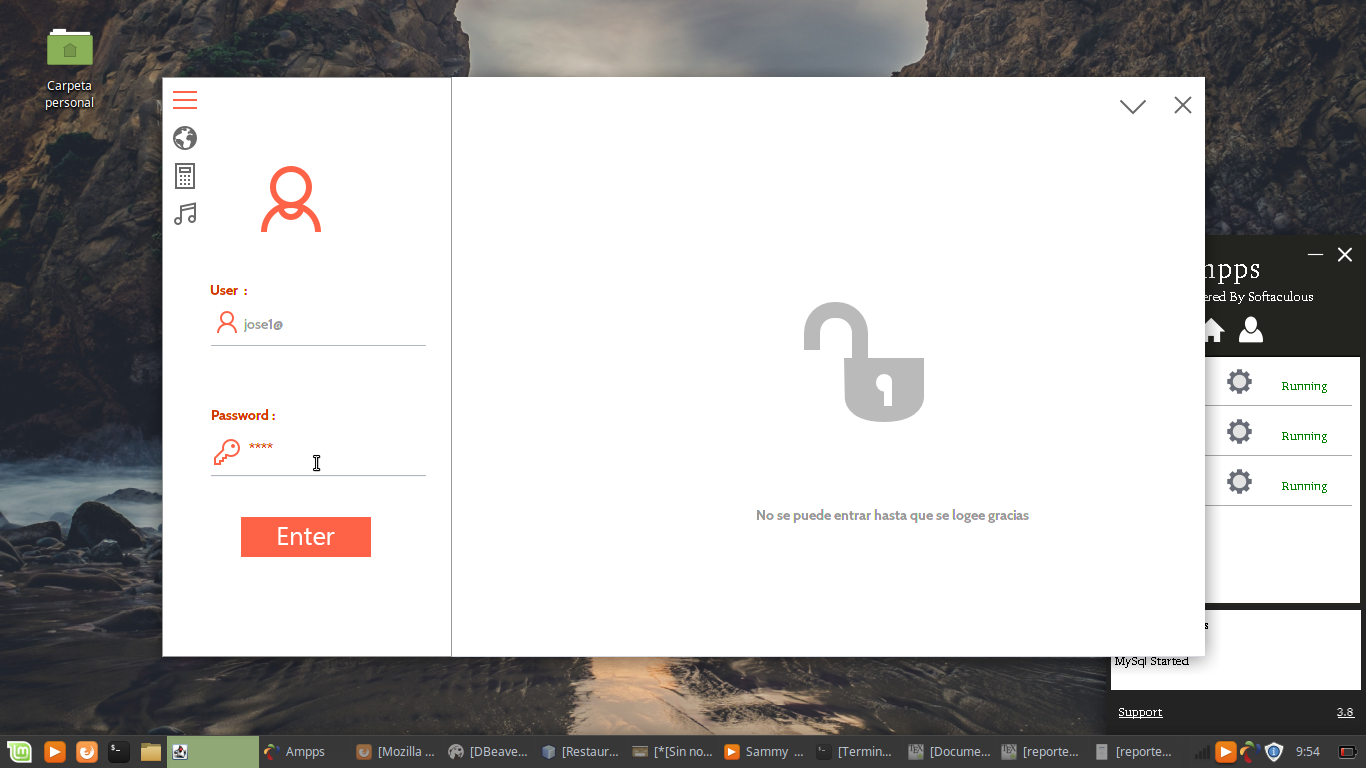 Carpeta
personal
User :
jose1@
Password :
****
Enter
No se puede entrar hasta que se logee gracias
ered By Softaculous
Running
Running
Running
MySql Started
Support
3.8
Ampps
[Mozilla ...
[DBeave...
[Restaur...
[*[Sin no...
Sammy ...
[Termin...
[Docume...
[reporte...
[reporte...
9:54